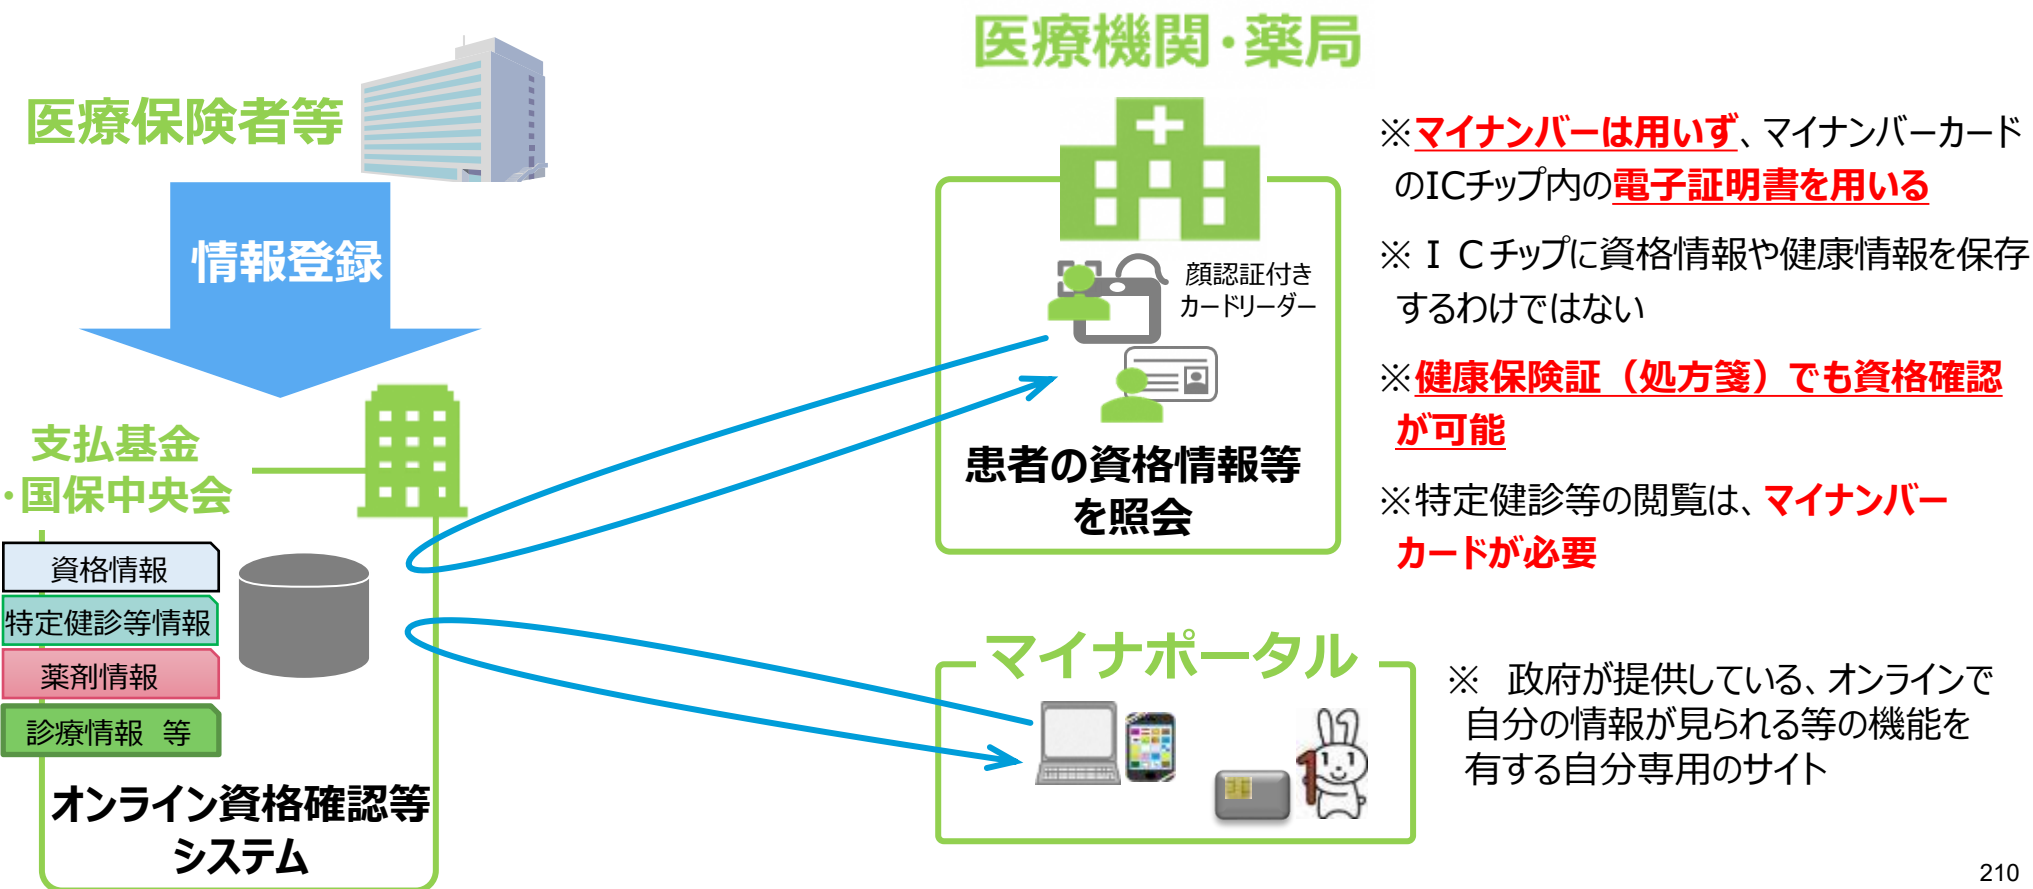 医療保険者等
情報登録
支払基金
・国保中央会
資格情報
特定健診等情報
薬剤情報
診療情報 等
オンライン資格確認等
システム
医療機関・薬局
顔認証付き
カードリーダー
患者の資格情報等
を照会
マイナポータル
1
※マイナンバーは用いず、マイナンバーカード
のICチップ内の電子証明書を用いる
※ＩＣチップに資格情報や健康情報を保存
するわけではない
※健康保険証（処方箋）でも資格確認
が可能
※特定健診等の閲覧は、マイナンバー
カードが必要
※ 政府が提供している、オンラインで
自分の情報が見られる等の機能を
有する自分専用のサイト
210